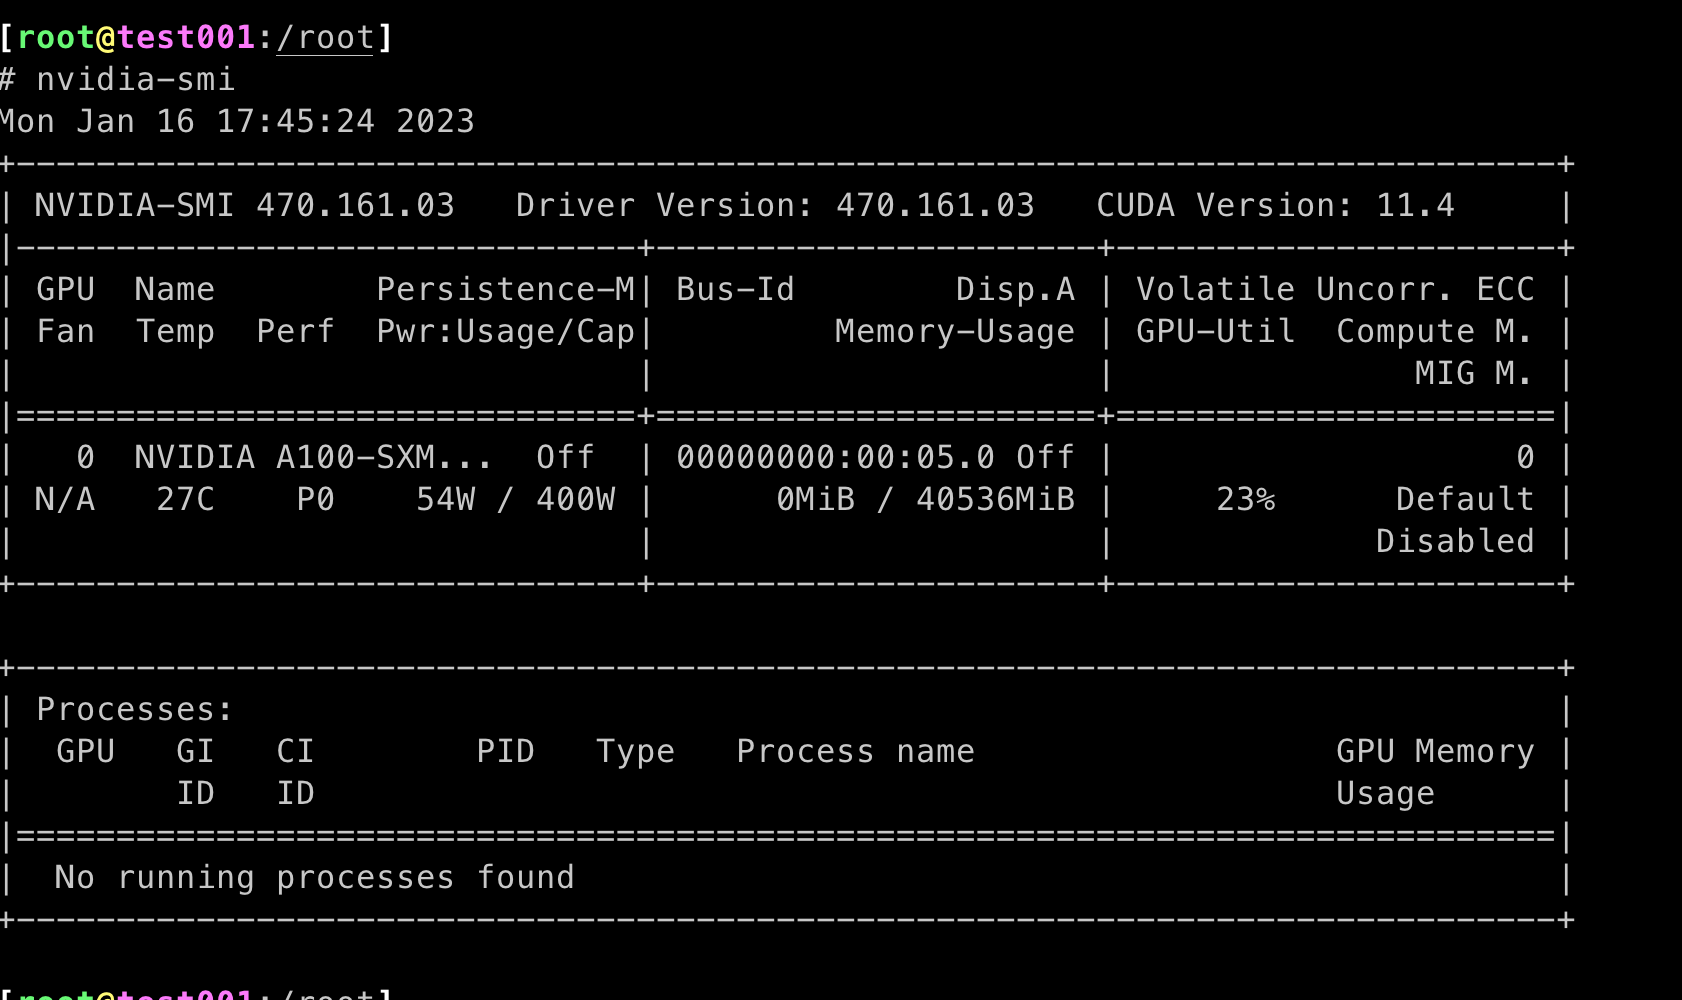 [root@test001:/root]
# nvidia-smi
Mon Jan 16 17:45:24 2023
+-----------------------------------------------------------------------------+
| NVIDIA-SMI 470.161.03   Driver Version: 470.161.03   CUDA Version: 11.4     |
|-------------------------------+----------------------+----------------------+
| GPU  Name        Persistence-M| Bus-Id        Disp.A | Volatile Uncorr. ECC |
| Fan  Temp  Perf  Pwr:Usage/Cap|         Memory-Usage | GPU-Util  Compute M. |
|                               |                      |               MIG M. |
|===============================+======================+======================|
|   0  NVIDIA A100-SXM...  Off  | 00000000:00:05.0 Off |                    0 |
| N/A   27C    P0    54W / 400W |      0MiB / 40536MiB |     23%      Default |
|                               |                      |             Disabled |
+-------------------------------+----------------------+----------------------+

+-----------------------------------------------------------------------------+
| Processes:                                                                  |
|  GPU   GI   CI        PID   Type   Process name                  GPU Memory |
|        ID   ID                                                   Usage      |
|=============================================================================|
|  No running processes found                                                 |
+-----------------------------------------------------------------------------+

[root@test001:/root]